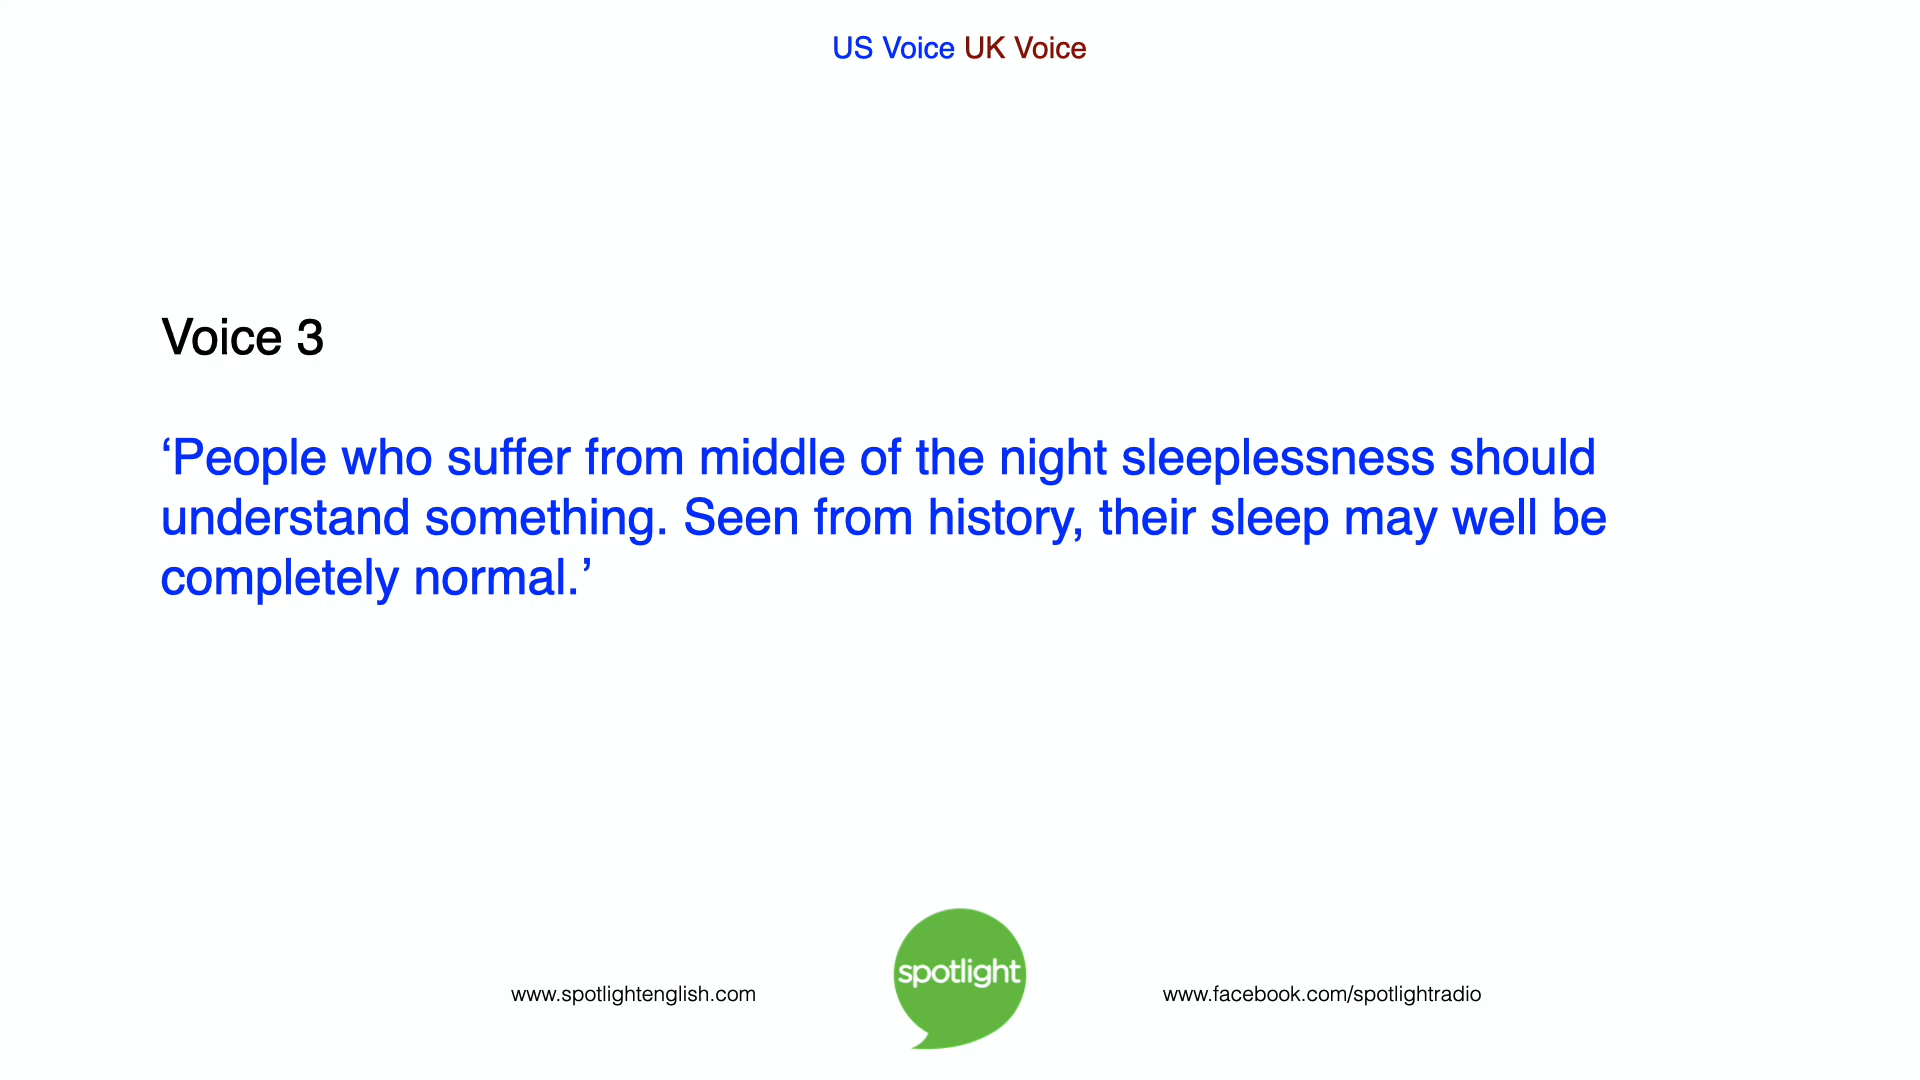 US Voice UK Voice
Voice 3
‘People who suffer from middle of the night sleeplessness should
understand something. Seen from history, their sleep may well be
completely normal.’
spotlight
www.spotlightenglish.com
www.facebook.com/spotlightradio